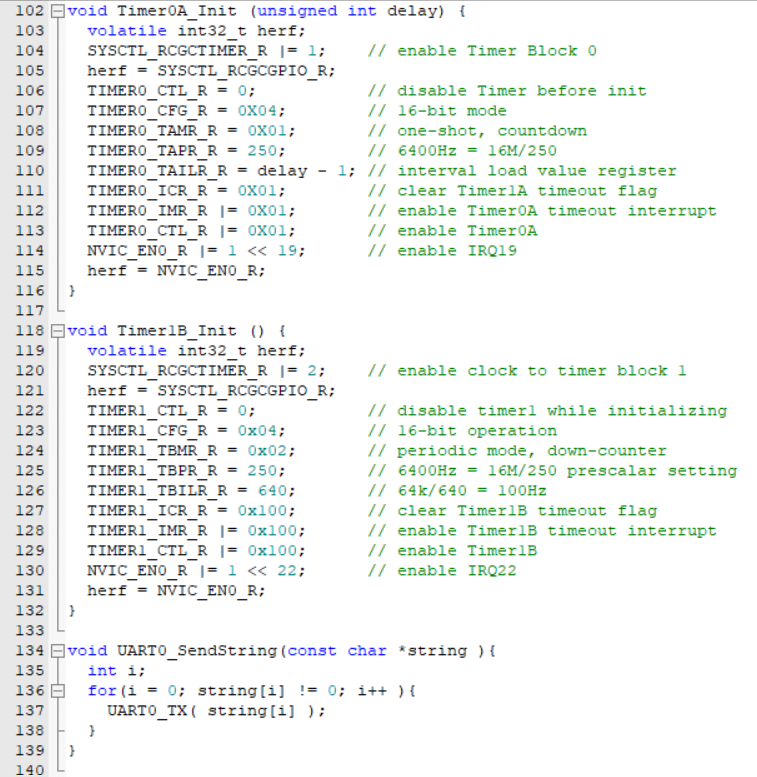 102 void Timer0A_Init (unsigned int delay) {
103   volatile int32_t herf;
104   SYSCTL_RCGCTIMER_R |= 1;    // enable Timer Block 0
105   herf = SYSCTL_RCGCGPIO_R;
106   TIMER0_CTL_R = 0;           // disable Timer before init
107   TIMER0_CFG_R = 0X04;        // 16-bit mode
108   TIMER0_TAMR_R = 0X01;       // one-shot, countdown
109   TIMER0_TAPR_R = 250;        // 6400Hz = 16M/250
110   TIMER0_TAILR_R = delay - 1; // interval load value register
111   TIMER0_ICR_R = 0X01;        // clear Timer1A timeout flag
112   TIMER0_IMR_R |= 0X01;       // enable Timer0A timeout interrupt
113   TIMER0_CTL_R |= 0X01;       // enable Timer0A
114   NVIC_EN0_R |= 1 << 19;      // enable IRQ19
115   herf = NVIC_EN0_R;
116 }
117
118 void Timer1B_Init () {
119   volatile int32_t herf;
120   SYSCTL_RCGCTIMER_R |= 2;    // enable clock to timer block 1
121   herf = SYSCTL_RCGCGPIO_R;
122   TIMER1_CTL_R = 0;           // disable timer1 while initializing
123   TIMER1_CFG_R = 0x04;        // 16-bit operation
124   TIMER1_TBMR_R = 0x02;       // periodic mode, down-counter
125   TIMER1_TBPR_R = 250;        // 6400Hz = 16M/250 prescalar setting
126   TIMER1_TBILR_R = 640;       // 64k/640 = 100Hz
127   TIMER1_ICR_R = 0x100;       // clear Timer1B timeout flag
128   TIMER1_IMR_R |= 0x100;      // enable Timer1B timeout interrupt
129   TIMER1_CTL_R |= 0x100;      // enable Timer1B
130   NVIC_EN0_R |= 1 << 22;      // enable IRQ22
131   herf = NVIC_EN0_R;
132 }
133
134 void UART0_SendString(const char *string ){
135   int i;
136   for(i = 0; string[i] != 0; i++ ){
137     UART0_TX( string[i] );
138   }
139 }
140